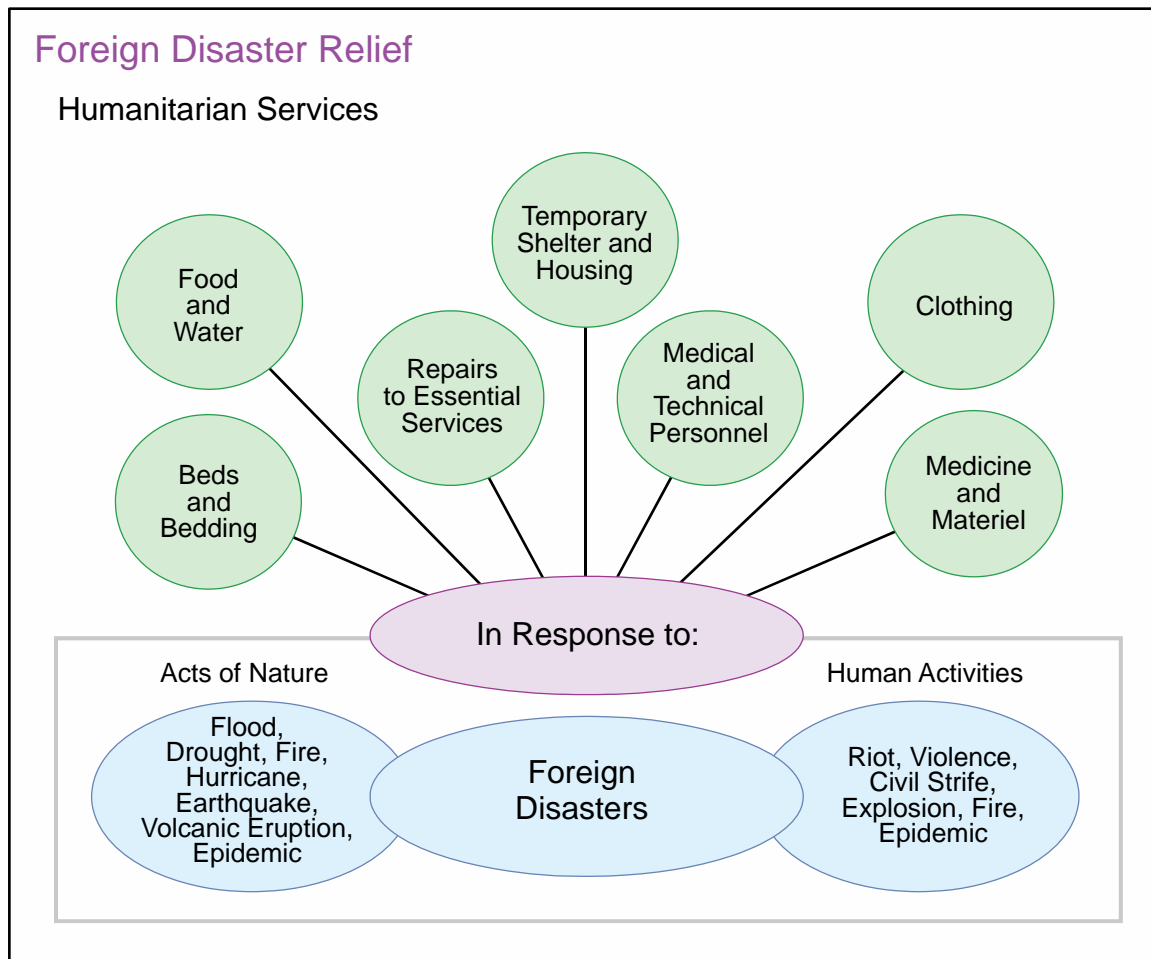 Foreign Disaster Relief
Humanitarian Services
Temporary
Shelter and
Housing
Food
and
Water
Clothing
Repairs
to Essential
Services
Medical
and
Technical
Personnel
Beds
and
Bedding
Medicine
and
Materiel
In Response to:
Acts of Nature
Human Activities
Flood,
Drought, Fire,
Hurricane,
Earthquake,
Volcanic Eruption,
Epidemic
Foreign
Disasters
Riot, Violence,
Civil Strife,
Explosion, Fire,
Epidemic